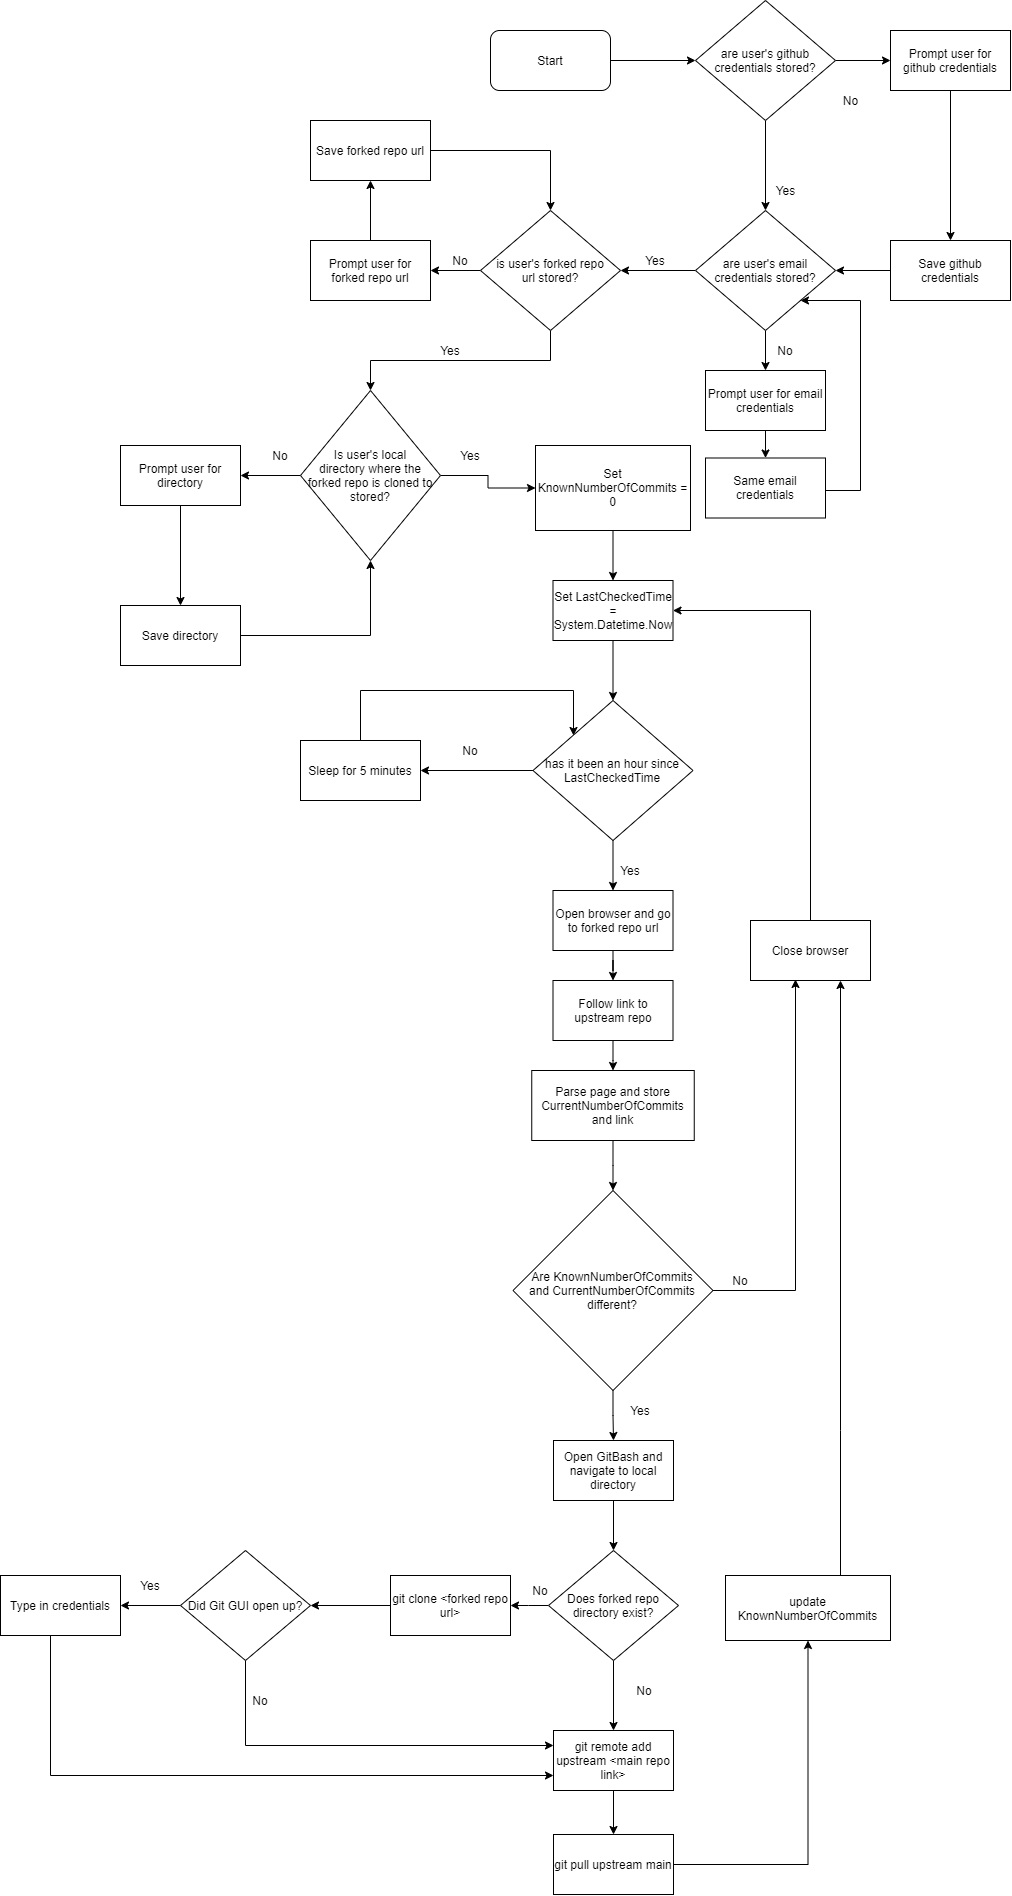 Start
are user's github
credentials stored?
Prompt user for
github credentials
No
Save forked repo url
Yes
Prompt user for
forked repo url
No
is user's forked repo
url stored?
Yes
are user's email
credentials stored?
Save github
credentials
Yes
No
Prompt user for email
credentials
Same email
credentials
Prompt user for
directory
No
Is user's local
directory where the
forked repo is cloned to
stored?
Yes
Set
KnownNumberOfCommits =
0
Save directory
Set LastCheckedTime
=
System.Datetime.Now
Sleep for 5 minutes
No
has it been an hour since
LastCheckedTime
Yes
Open browser and go
to forked repo url
Close browser
Follow link to
upstream repo
Parse page and store
CurrentNumberOfCommits
and link
Are KnownNumberOfCommits
and CurrentNumberOfCommits
different?
No
Yes
Open GitBash and
navigate to local
directory
Type in credentials
Yes
Did Git GUI open up?
git clone <forked repo
url>
No
Does forked repo
directory exist?
update
KnownNumberOfCommits
No
No
git remote add
upstream <main repo
link>
git pull upstream main